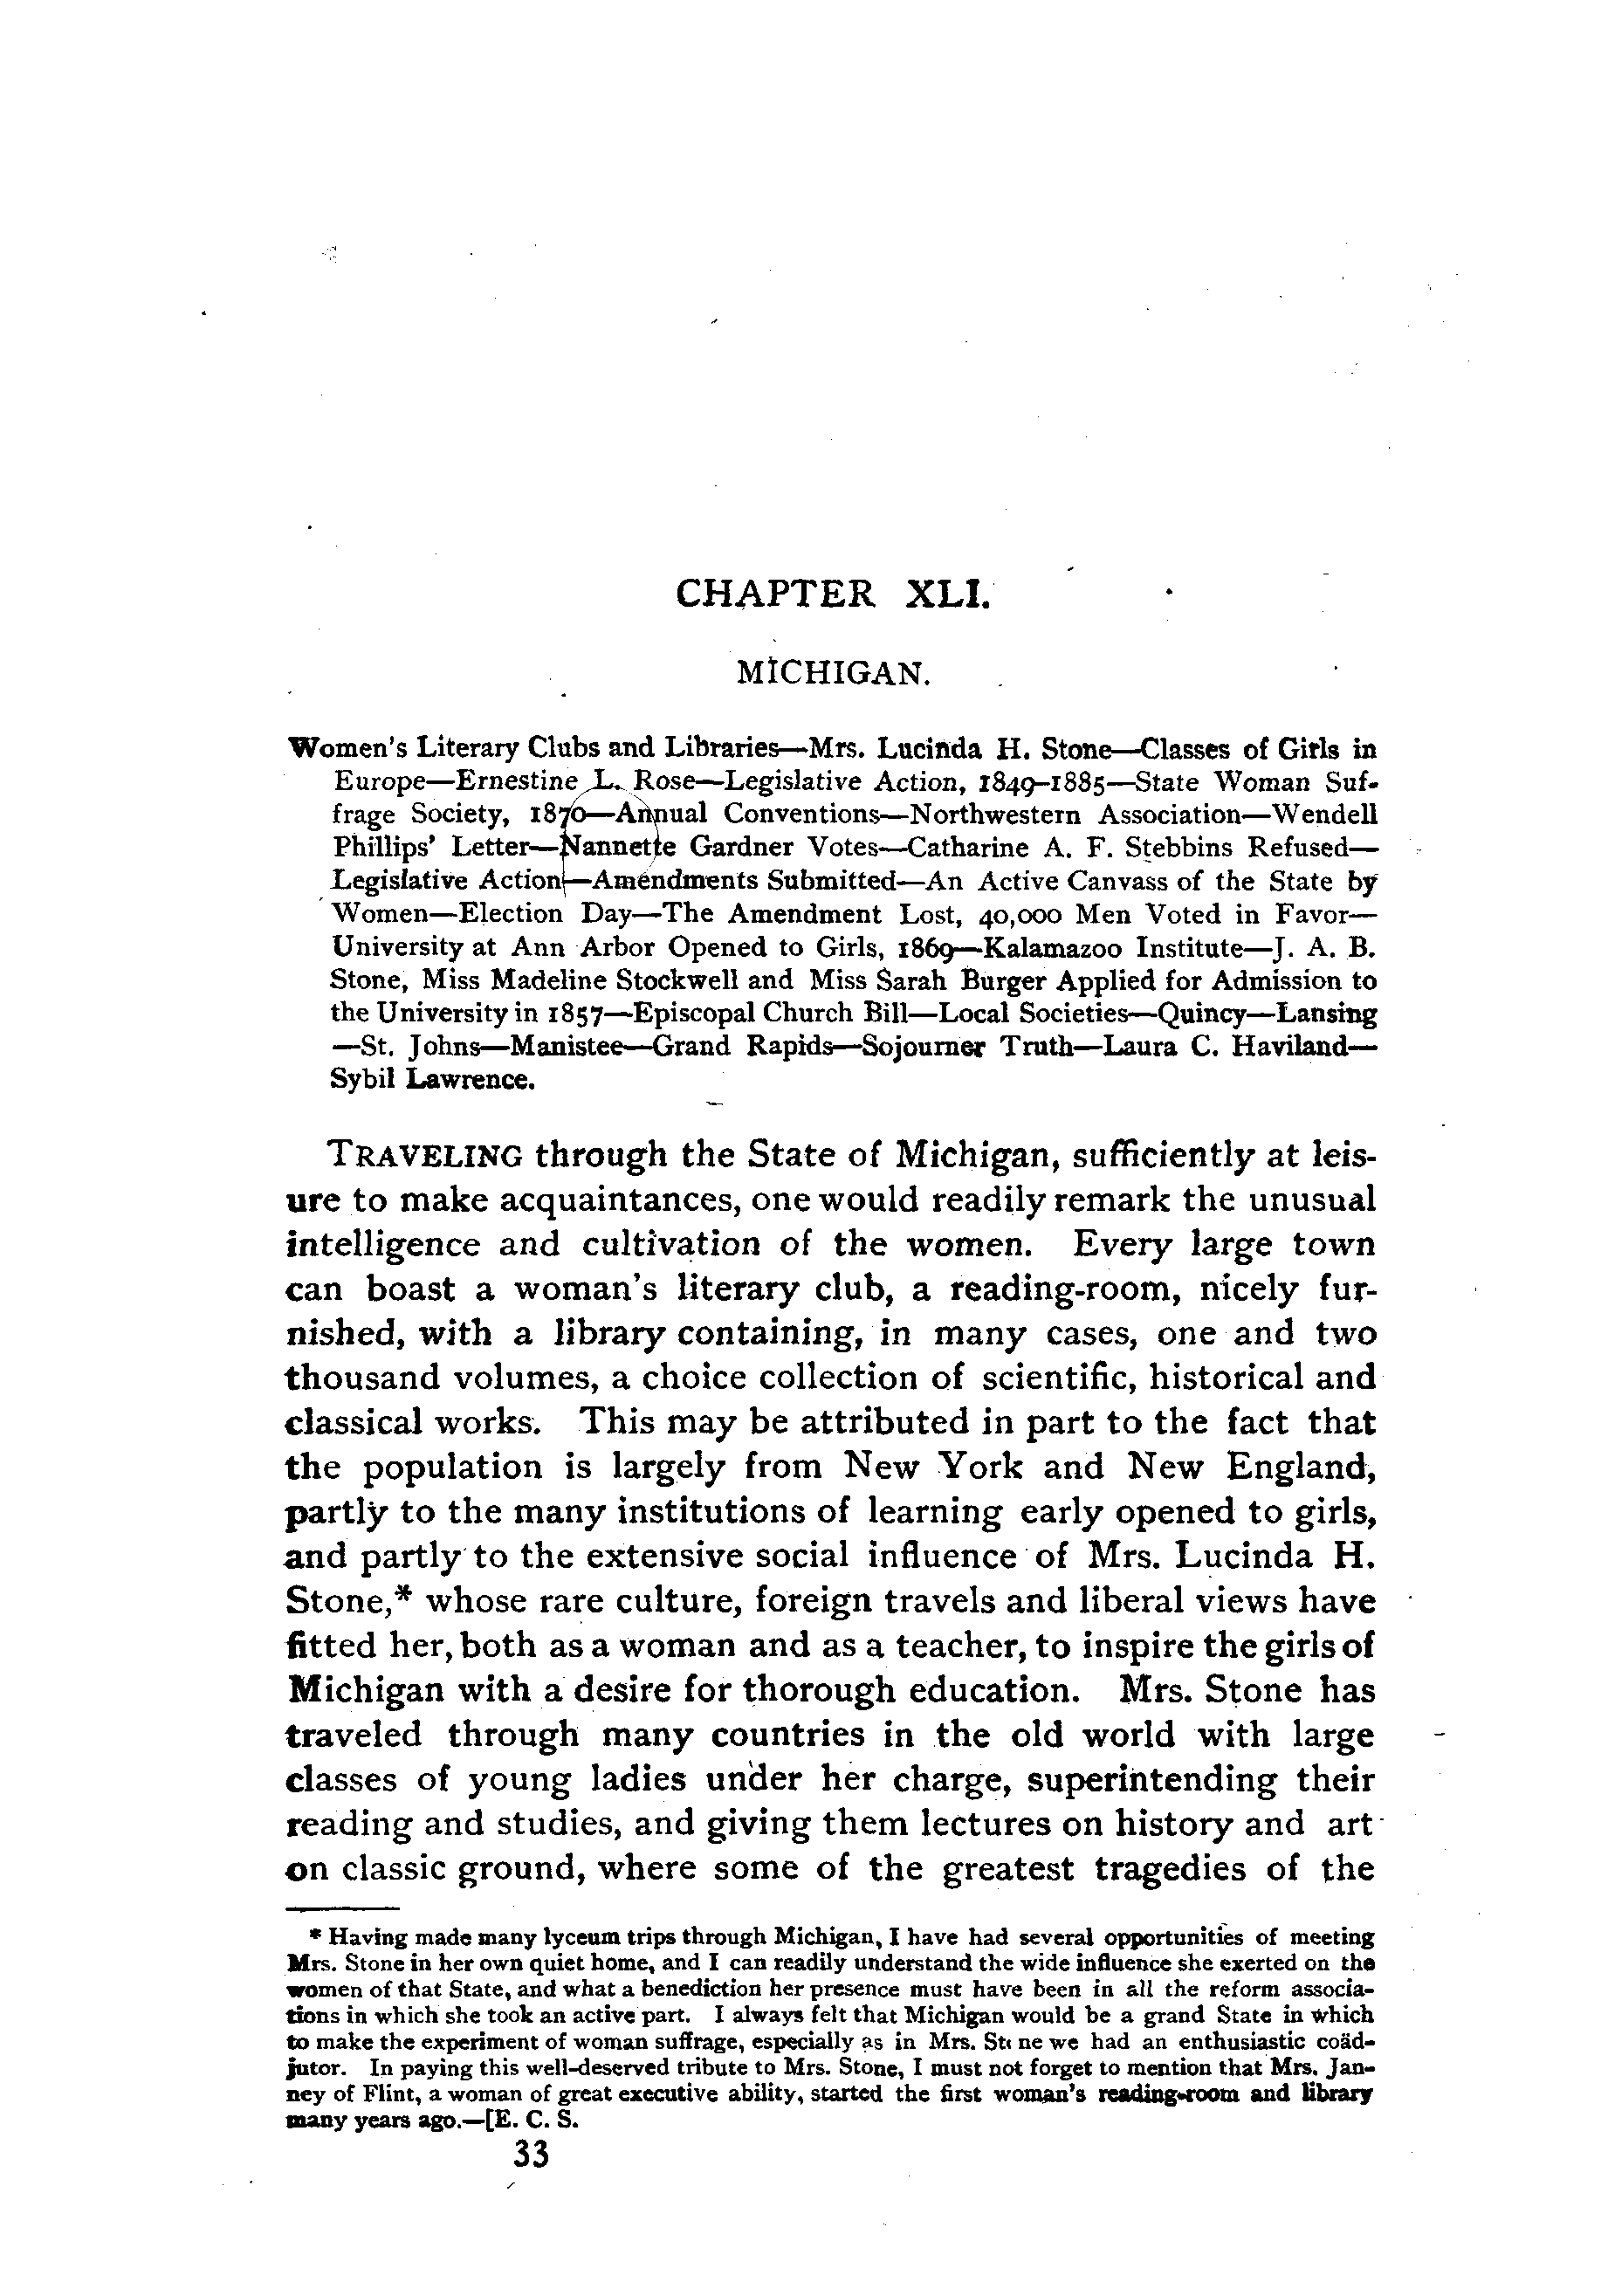 CHAPTER XLI.
MICHIGAN.
Women's Literary Clubs and Libraries—Mrs. Lucinda H. Stone—Classes of Girls in
Europe—Ernestine L. Rose—Legislative Action, 1849–1885—State Woman Suf-
frage Society, 1870—Annual Conventions—Northwestern Association—Wendell
Phillips' Letter—Nannette Gardner Votes—Catharine A. F. Stebbins Refused—
Legislative Action—Amendments Submitted—An Active Canvass of the State by
Women—Election Day—The Amendment Lost, 40,000 Men Voted in Favor—
University at Ann Arbor Opened to Girls, 1869—Kalamazoo Institute—J. A. B.
Stone, Miss Madeline Stockwell and Miss Sarah Burger Applied for Admission to
the University in 1857—Episcopal Church Bill—Local Societies—Quincy—Lansing
—St. Johns—Manistee—Grand Rapids—Sojourner Truth—Laura C. Haviland—
Sybil Lawrence.
TRAVELING through the State of Michigan, sufficiently at leis-
ure to make acquaintances, one would readily remark the unusual
intelligence and cultivation of the women. Every large town
can boast a woman's literary club, a reading-room, nicely fur-
nished, with a library containing, in many cases, one and two
thousand volumes, a choice collection of scientific, historical and
classical works. This may be attributed in part to the fact that
the population is largely from New York and New England,
partly to the many institutions of learning early opened to girls,
and partly to the extensive social influence of Mrs. Lucinda H.
Stone,* whose rare culture, foreign travels and liberal views have
fitted her, both as a woman and as a teacher, to inspire the girls of
Michigan with a desire for thorough education. Mrs. Stone has
traveled through many countries in the old world with large
classes of young ladies under her charge, superintending their
reading and studies, and giving them lectures on history and art
on classic ground, where some of the greatest tragedies of the
* Having made many lyceum trips through Michigan, I have had several opportunities of meeting
Mrs. Stone in her own quiet home, and I can readily understand the wide influence she exerted on the
women of that State, and what a benediction her presence must have been in all the reform associa-
tions in which she took an active part. I always felt that Michigan would be a grand State in which
to make the experiment of woman suffrage, especially as in Mrs. Stone we had an enthusiastic coäd-
jutor. In paying this well-deserved tribute to Mrs. Stone, I must not forget to mention that Mrs. Jan-
ney of Flint, a woman of great executive ability, started the first woman's reading-room and library
many years ago.—[E. C. S.
33